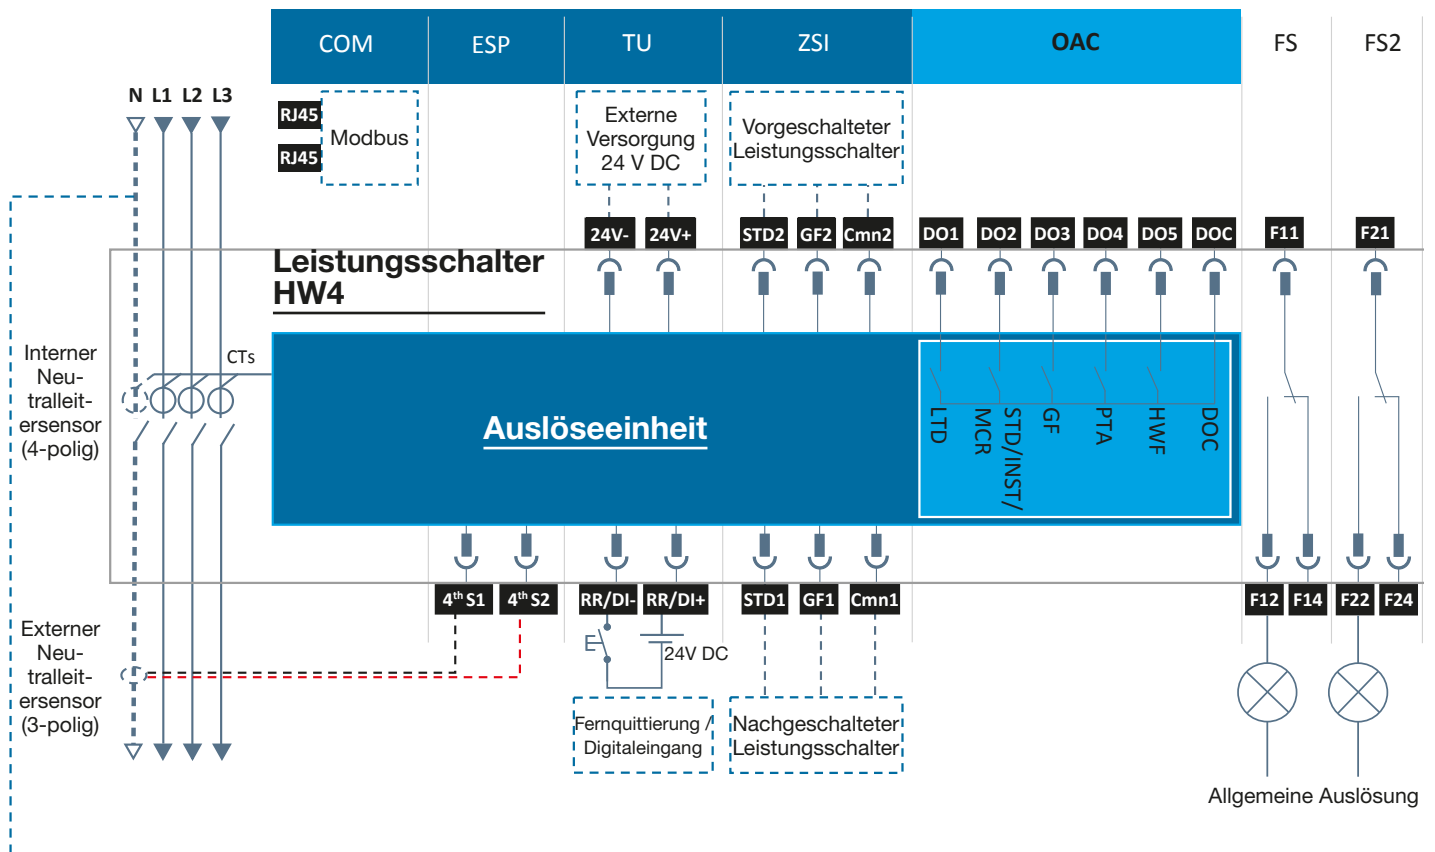 COM
ESP
TU
ZSI
OAC
FS
FS2
N
L1
L2
L3
RJ45
RJ45
Modbus
Externe
Versorgung
24 V DC
Vorgeschalteter
Leistungsschalter
24V-
24V+
STD2
GF2
Cmn2
DO1
DO2
DO3
DO4
DO5
DOC
F11
F21
Leistungsschalter
HW4
Interner
Neu-
tralleit-
ersensor
(4-polig)
CTs
Auslöseeinheit
LTD
STD/INST/
MCR
GF
PTA
HWF
DOC
4th S1
4th S2
RR/DI-
RR/DI+
STD1
GF1
Cmn1
F12
F14
F22
F24
Externer
Neu-
tralleit-
ersensor
(3-polig)
24V DC
Fernquittierung /
Digitaleingang
Nachgeschalteter
Leistungsschalter
Allgemeine Auslösung